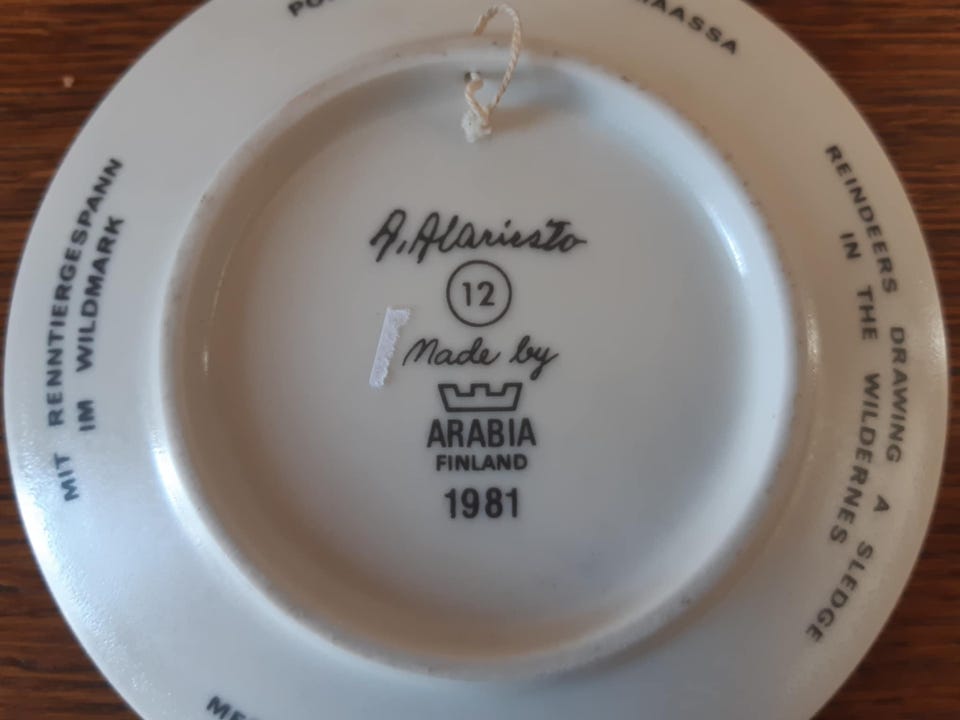 A. Alariesto
12
Made by
ARABIA
FINLAND
1981
REINDEERS DRAWING A SLEDGE
IN THE WILDERNES
MIT RENNTIERGESPANN
IM WILDMARK